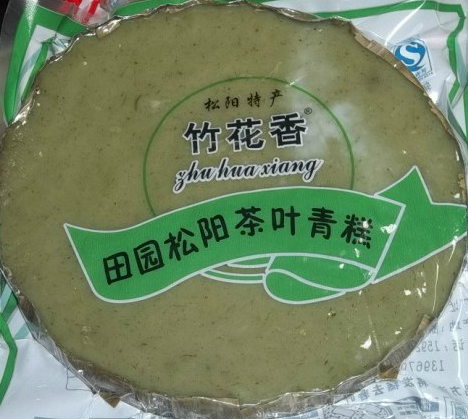 松阳特产
竹花香®
zhu hua xiang
田园松阳茶叶青糕